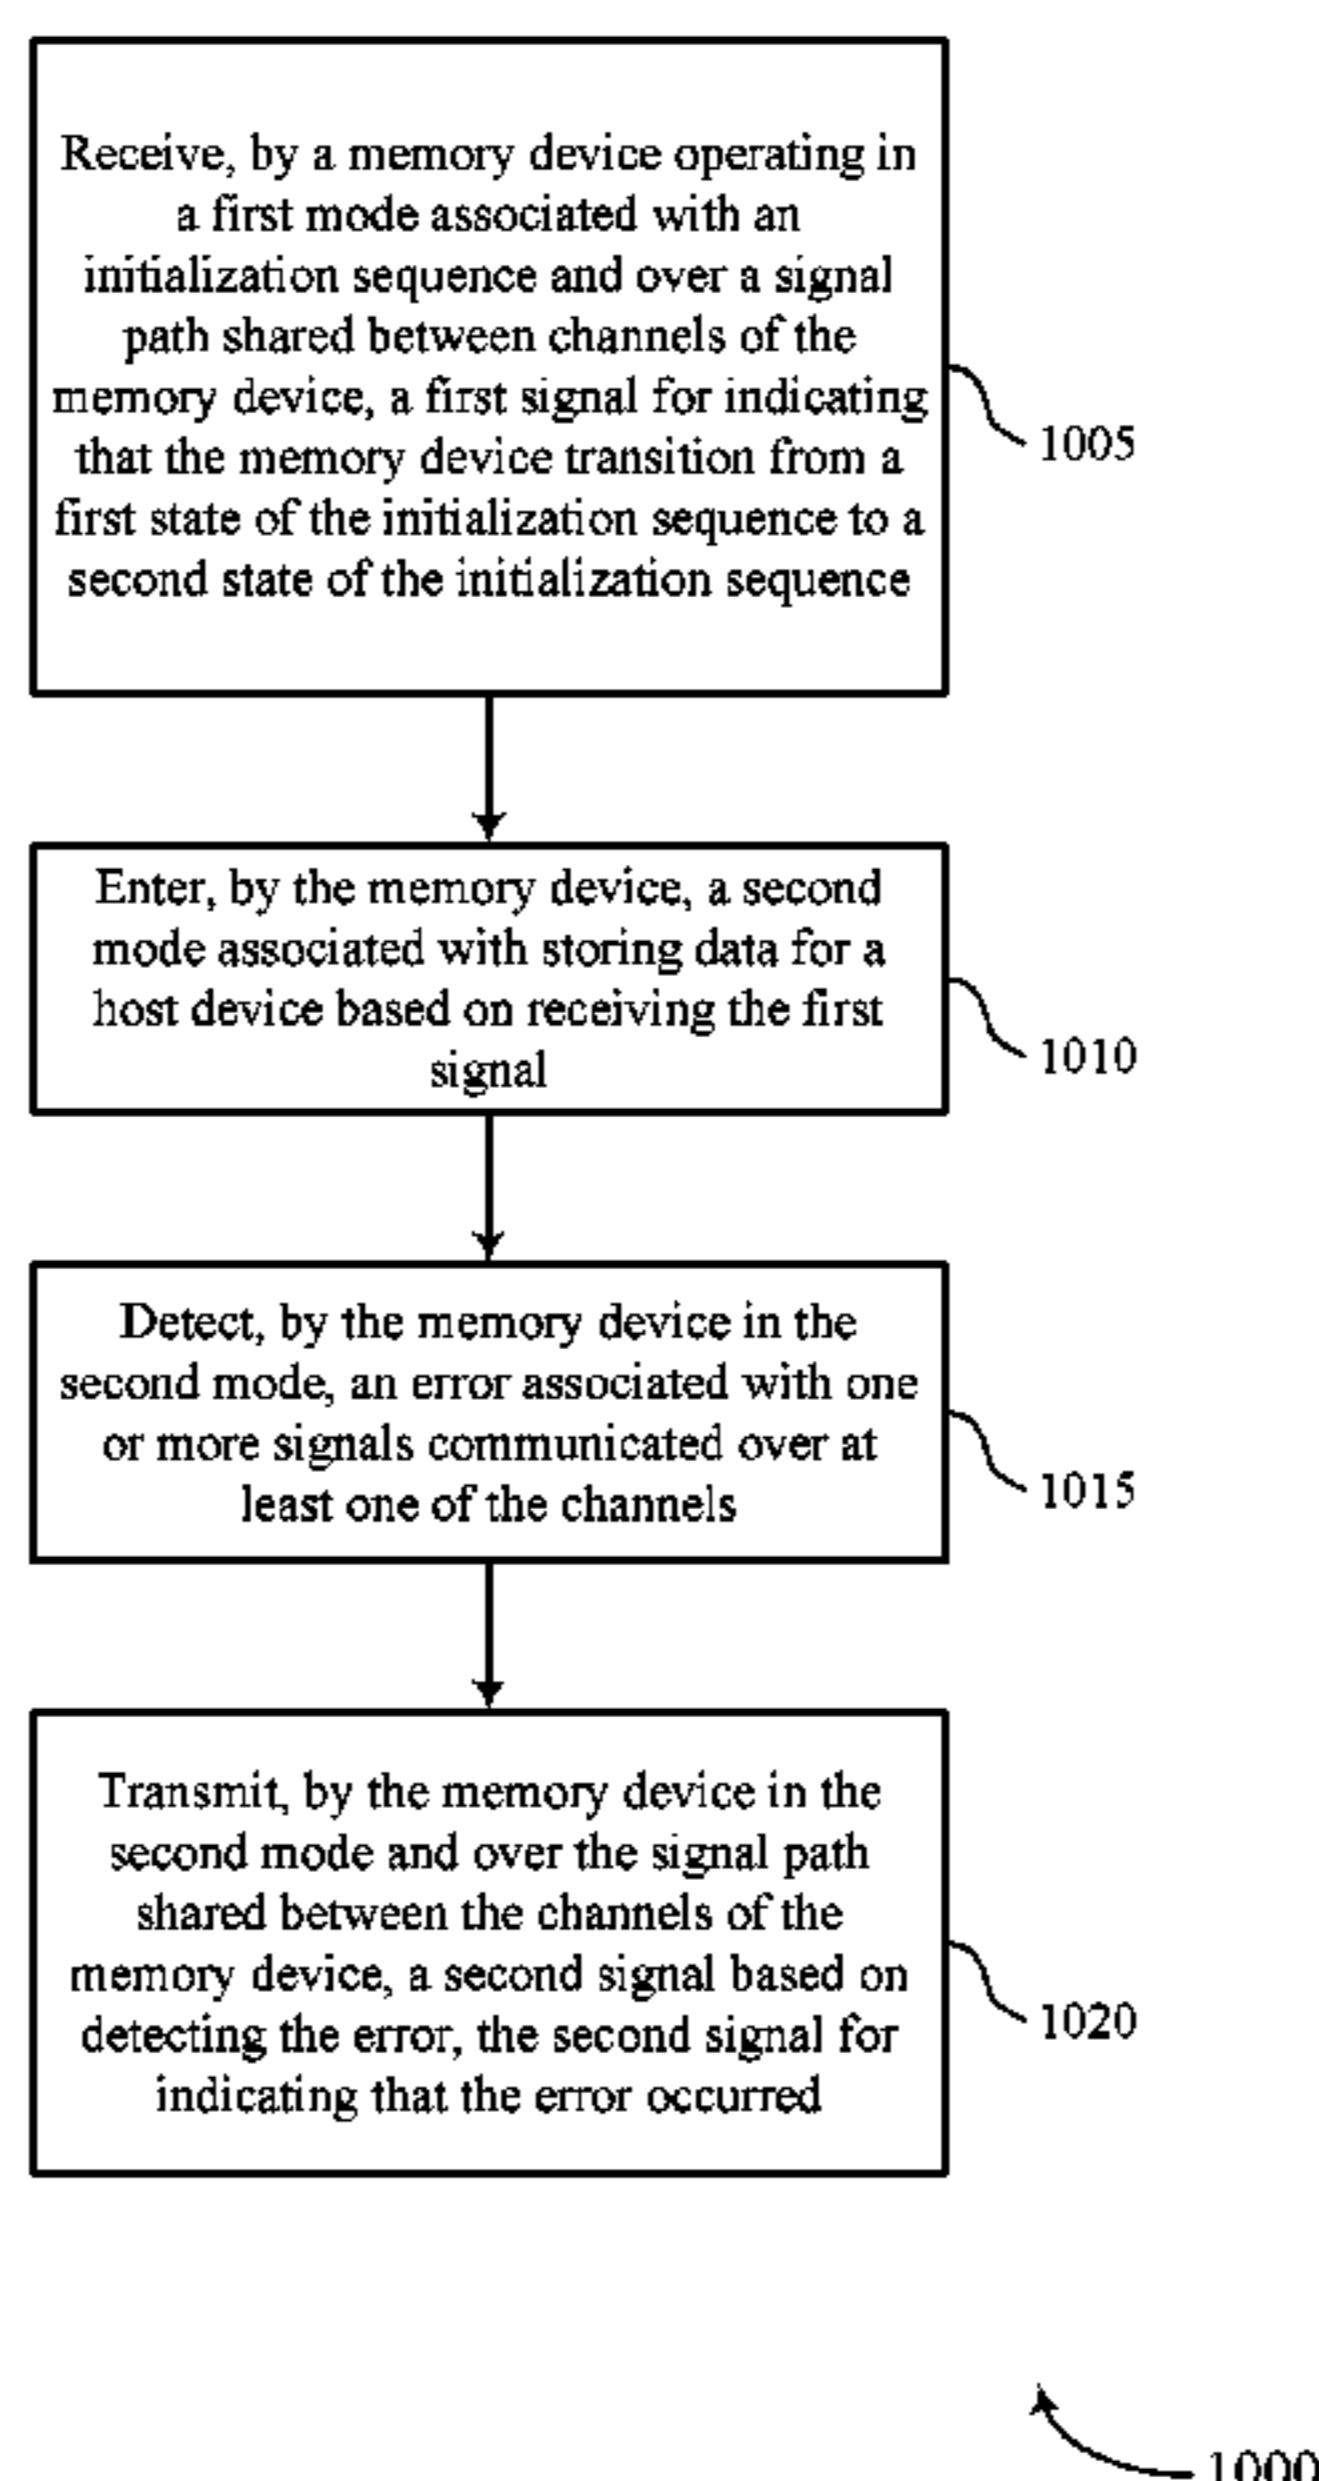 Receive, by a memory device operating in
a first mode associated with an
initialization sequence and over a signal
path shared between channels of the
memory device, a first signal for indicating
that the memory device transition from a
first state of the initialization sequence to a
second state of the initialization sequence
1005
Enter, by the memory device, a second
mode associated with storing data for a
host device based on receiving the first
signal
1010
Detect, by the memory device in the
second mode, an error associated with one
or more signals communicated over at
least one of the channels
1015
Transmit, by the memory device in the
second mode and over the signal path
shared between the channels of the
memory device, a second signal based on
detecting the error, the second signal for
indicating that the error occurred
1020
1000